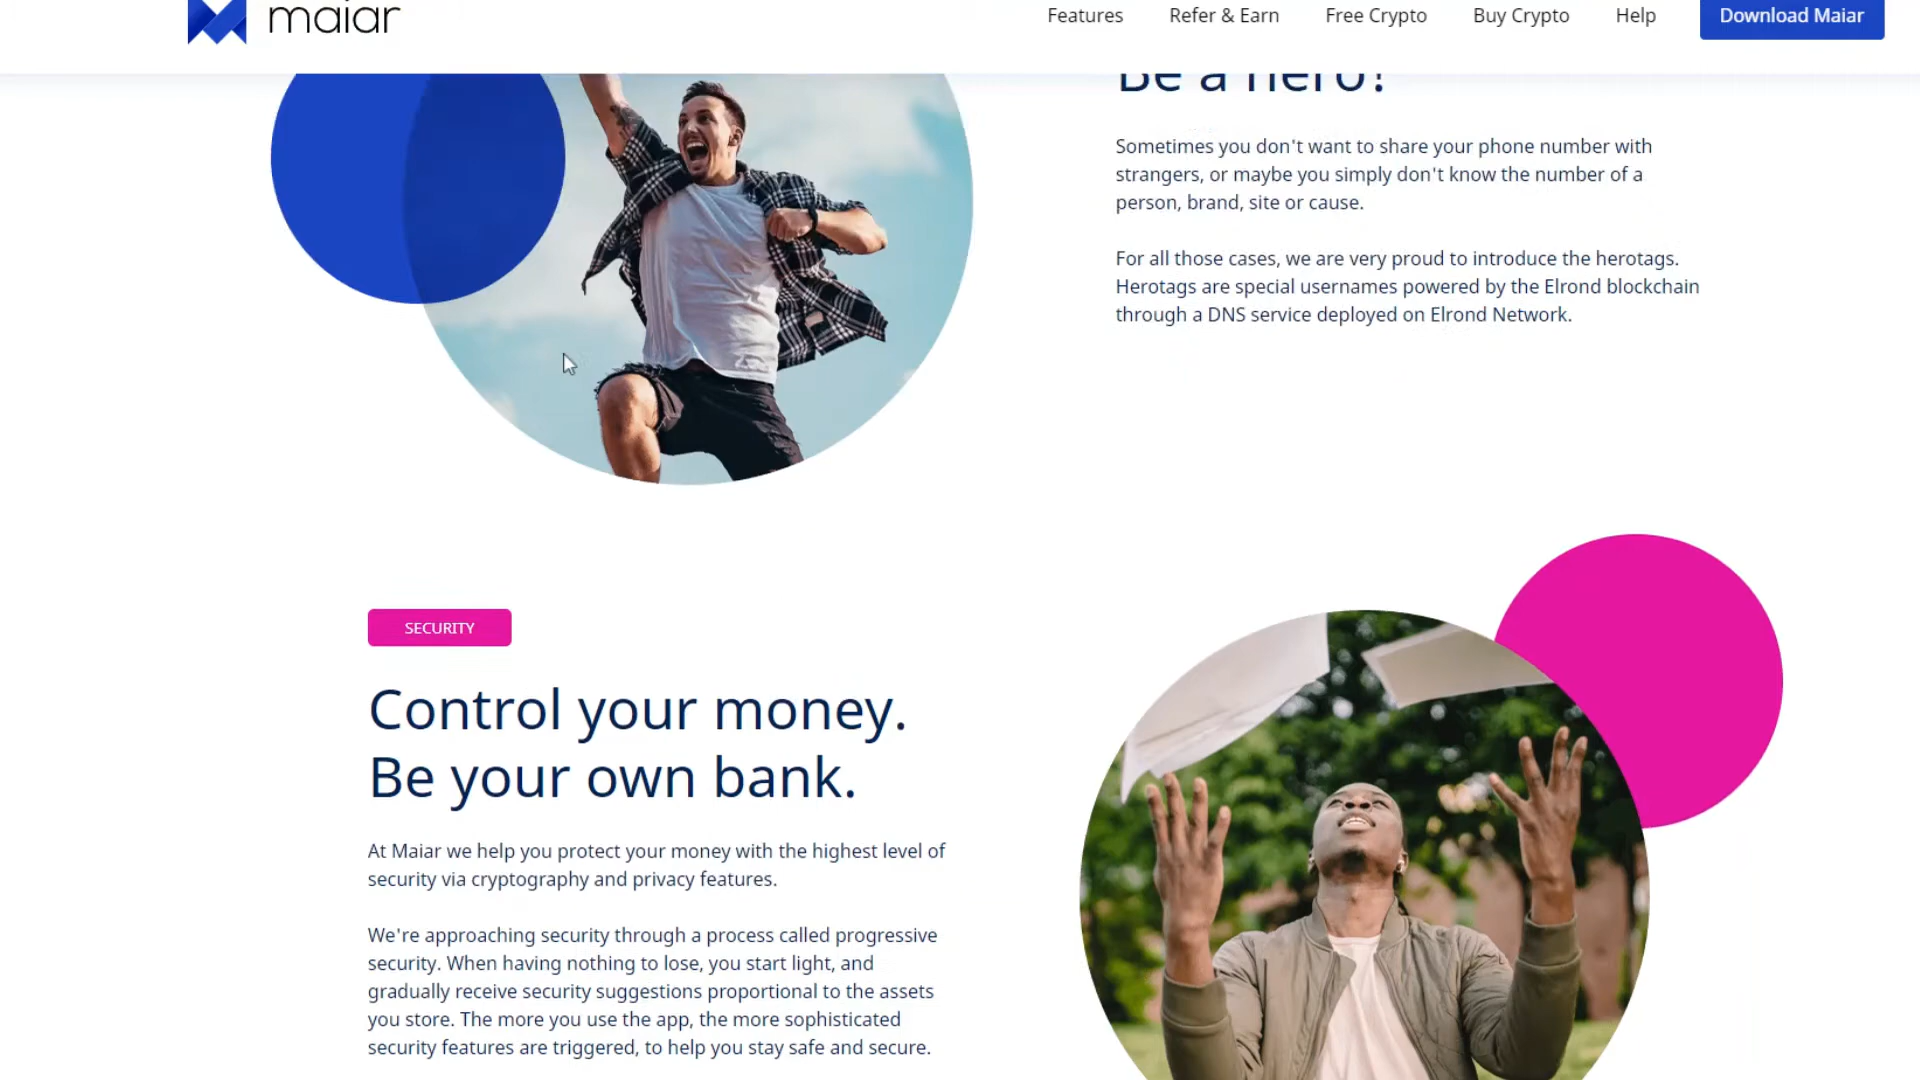 maiar
Features
Refer & Earn
Free Crypto
Buy Crypto
Help
Download Maiar
Be a hero!
Sometimes you don't want to share your phone number with
strangers, or maybe you simply don't know the number of a
person, brand, site or cause.
For all those cases, we are very proud to introduce the herotags.
Herotags are special usernames powered by the Elrond blockchain
through a DNS service deployed on Elrond Network.
SECURITY
Control your money.
Be your own bank.
At Maiar we help you protect your money with the highest level of
security via cryptography and privacy features.
We're approaching security through a process called progressive
security. When having nothing to lose, you start light, and
gradually receive security suggestions proportional to the assets
you store. The more you use the app, the more sophisticated
security features are triggered, to help you stay safe and secure.